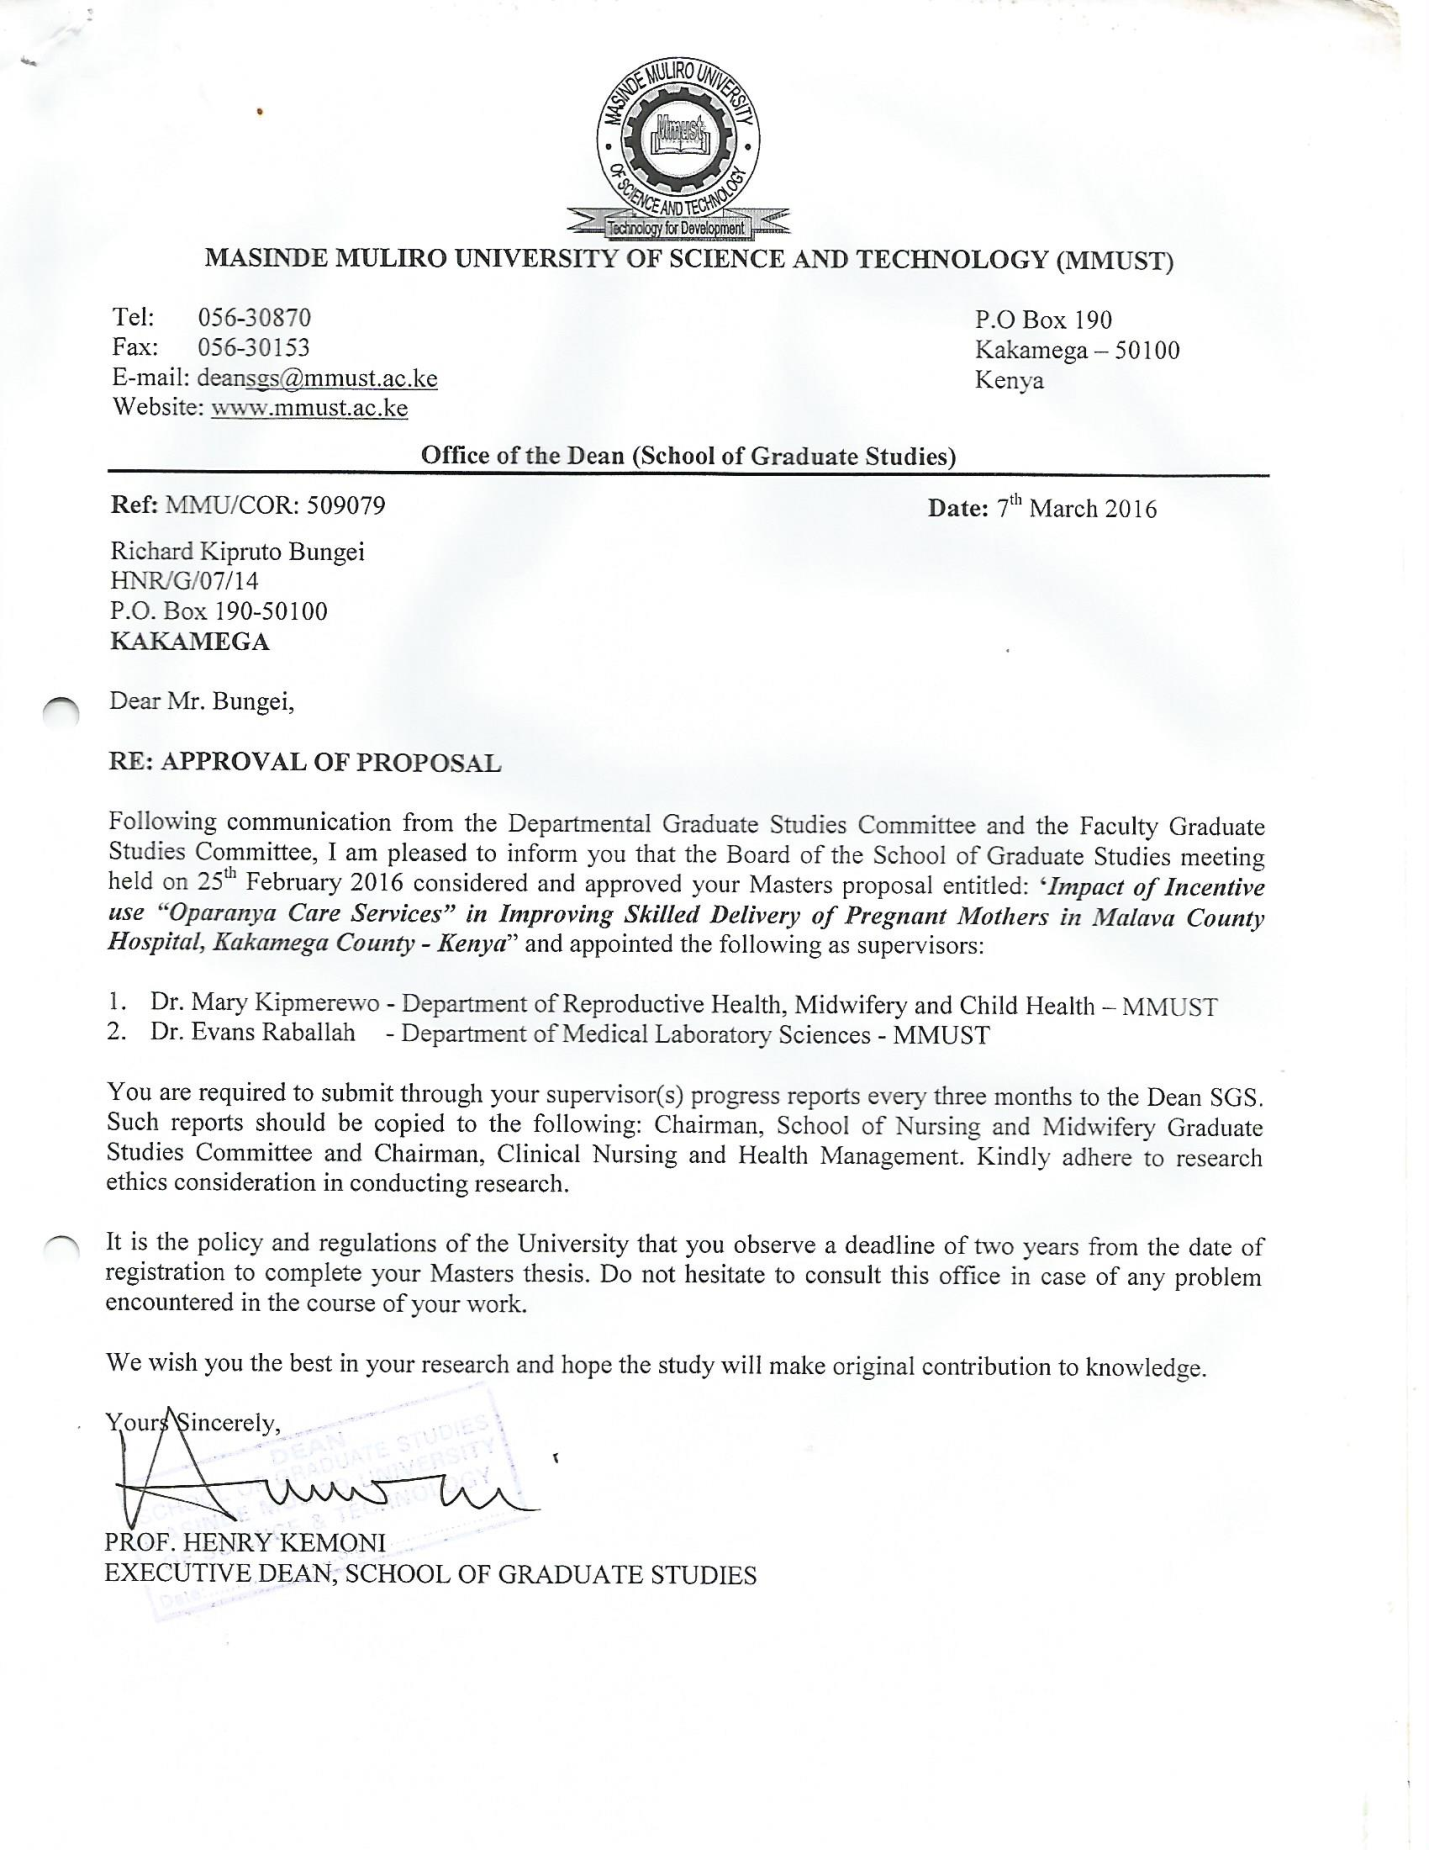 MASINDE MULIRO UNIVERSITY
OF SCIENCE AND TECHNOLOGY
Mmust
Technology for Development
MASINDE MULIRO UNIVERSITY OF SCIENCE AND TECHNOLOGY (MMUST)
Tel: 056-30870
Fax: 056-30153
E-mail: deansgs@mmust.ac.ke
Website: www.mmust.ac.ke
P.O Box 190
Kakamega – 50100
Kenya
Office of the Dean (School of Graduate Studies)
Ref: MMU/COR: 509079 Date: 7th March 2016
Richard Kipruto Bungei
HNR/G/07/14
P.O. Box 190-50100
KAKAMEGA
Dear Mr. Bungei,
RE: APPROVAL OF PROPOSAL
Following communication from the Departmental Graduate Studies Committee and the Faculty Graduate
Studies Committee, I am pleased to inform you that the Board of the School of Graduate Studies meeting
held on 25th February 2016 considered and approved your Masters proposal entitled: ‘Impact of Incentive
use “Oparanya Care Services” in Improving Skilled Delivery of Pregnant Mothers in Malava County
Hospital, Kakamega County - Kenya” and appointed the following as supervisors:
1. Dr. Mary Kipmerewo - Department of Reproductive Health, Midwifery and Child Health – MMUST
2. Dr. Evans Raballah - Department of Medical Laboratory Sciences - MMUST
You are required to submit through your supervisor(s) progress reports every three months to the Dean SGS.
Such reports should be copied to the following: Chairman, School of Nursing and Midwifery Graduate
Studies Committee and Chairman, Clinical Nursing and Health Management. Kindly adhere to research
ethics consideration in conducting research.
It is the policy and regulations of the University that you observe a deadline of two years from the date of
registration to complete your Masters thesis. Do not hesitate to consult this office in case of any problem
encountered in the course of your work.
We wish you the best in your research and hope the study will make original contribution to knowledge.
Yours Sincerely,
DEAN
SCHOOL OF GRADUATE STUDIES
MASINDE MULIRO UNIVERSITY
OF SCIENCE & TECHNOLOGY
Date:
PROF. HENRY KEMONI
EXECUTIVE DEAN, SCHOOL OF GRADUATE STUDIES